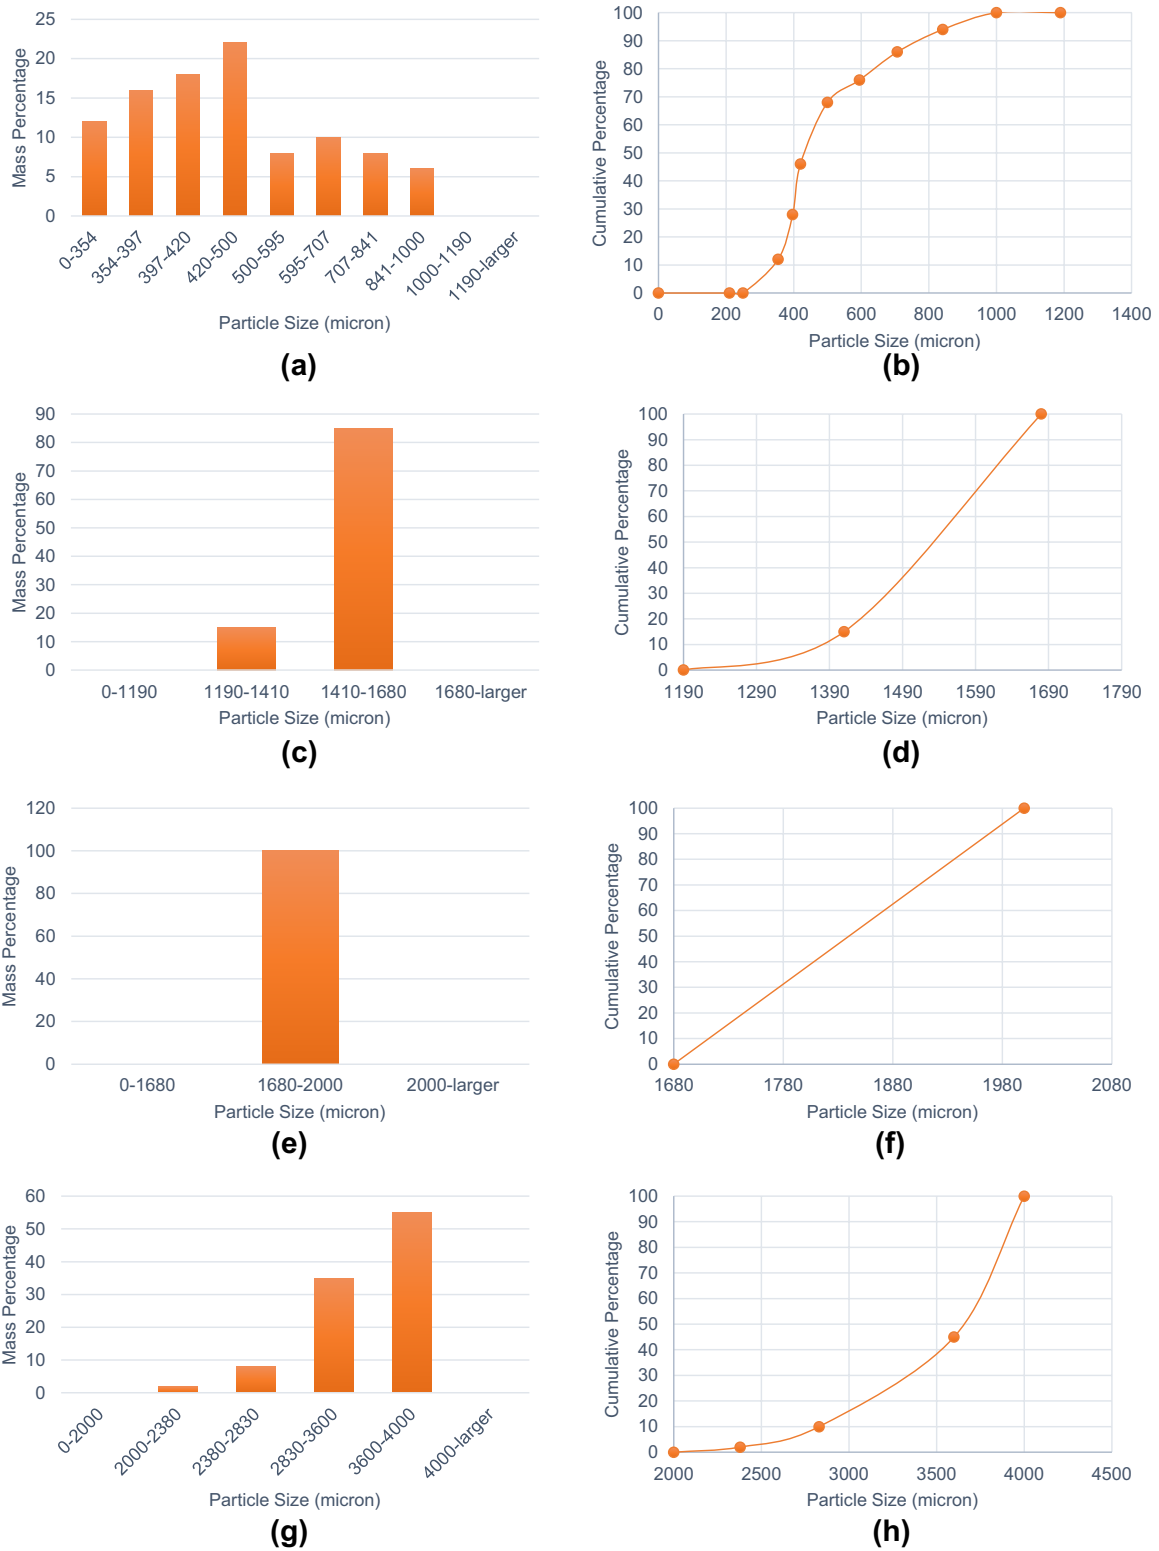 25
20
15
10
5
0
Mass Percentage
0-354
354-397
397-420
420-500
500-595
595-707
707-841
841-1000
1000-1190
1190-larger
Particle Size (micron)
(a)
100
90
80
70
60
50
40
30
20
10
0
Cumulative Percentage
0 200 400 600 800 1000 1200 1400
Particle Size (micron)
(b)
90
80
70
60
50
40
30
20
10
0
Mass Percentage
0-1190 1190-1410 1410-1680 1680-larger
Particle Size (micron)
(c)
100
90
80
70
60
50
40
30
20
10
0
Cumulative Percentage
1190 1290 1390 1490 1590 1690 1790
Particle Size (micron)
(d)
120
100
80
60
40
20
0
Mass Percentage
0-1680 1680-2000 2000-larger
Particle Size (micron)
(e)
100
90
80
70
60
50
40
30
20
10
0
Cumulative Percentage
1680 1780 1880 1980 2080
Particle Size (micron)
(f)
60
50
40
30
20
10
0
Mass Percentage
0-2000
2000-2380
2380-2830
2830-3600
3600-4000
4000-larger
Particle Size (micron)
(g)
100
90
80
70
60
50
40
30
20
10
0
Cumulative Percentage
2000 2500 3000 3500 4000 4500
Particle Size (micron)
(h)